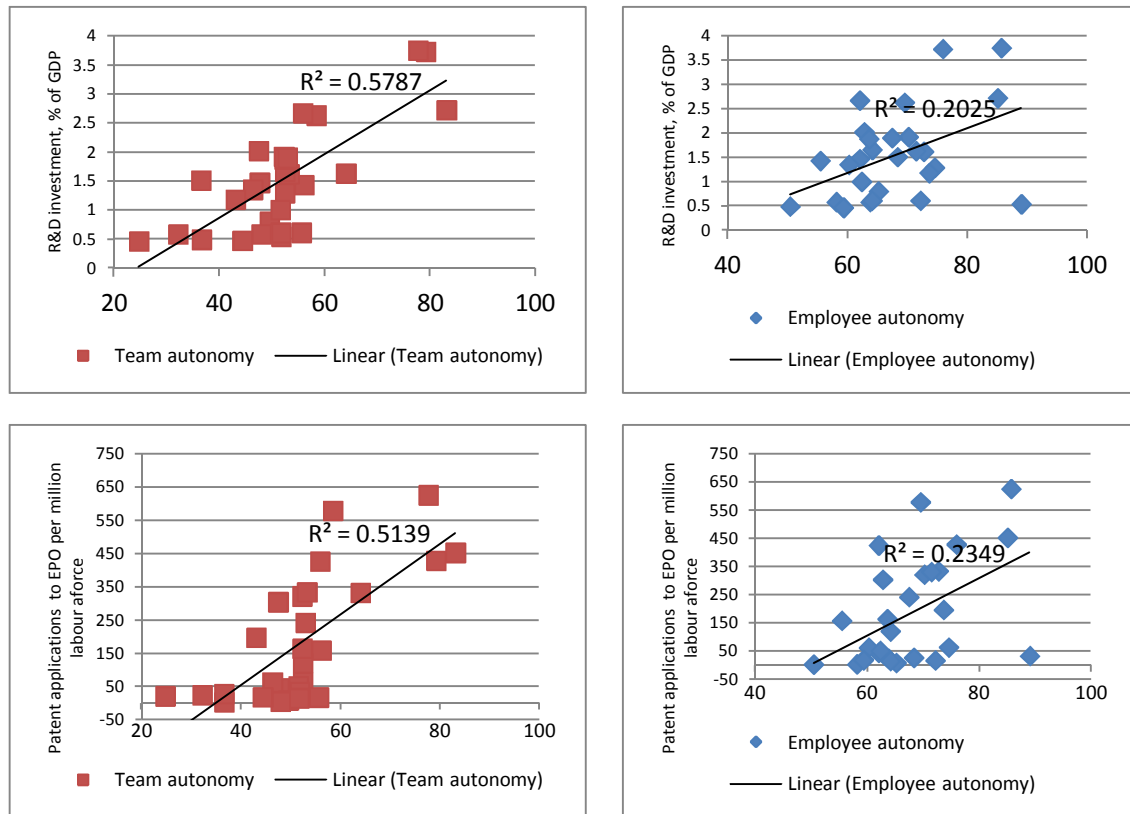 R&D investment, % of GDP
4
3.5
3
2.5
2
1.5
1
0.5
0
R² = 0.5787
20 40 60 80 100
Team autonomy Linear (Team autonomy)
R&D investment, % of GDP
4
3.5
3
2.5
2
1.5
1
0.5
0
R² = 0.2025
40 60 80 100
Employee autonomy
Linear (Employee autonomy)
Patent applications to EPO per million
labour aforce
750
650
550
450
350
250
150
50
-50
R² = 0.5139
20 40 60 80 100
Team autonomy Linear (Team autonomy)
Patent applications to EPO per million
labour aforce
750
650
550
450
350
250
150
50
-50
R² = 0.2349
40 60 80 100
Employee autonomy
Linear (Employee autonomy)